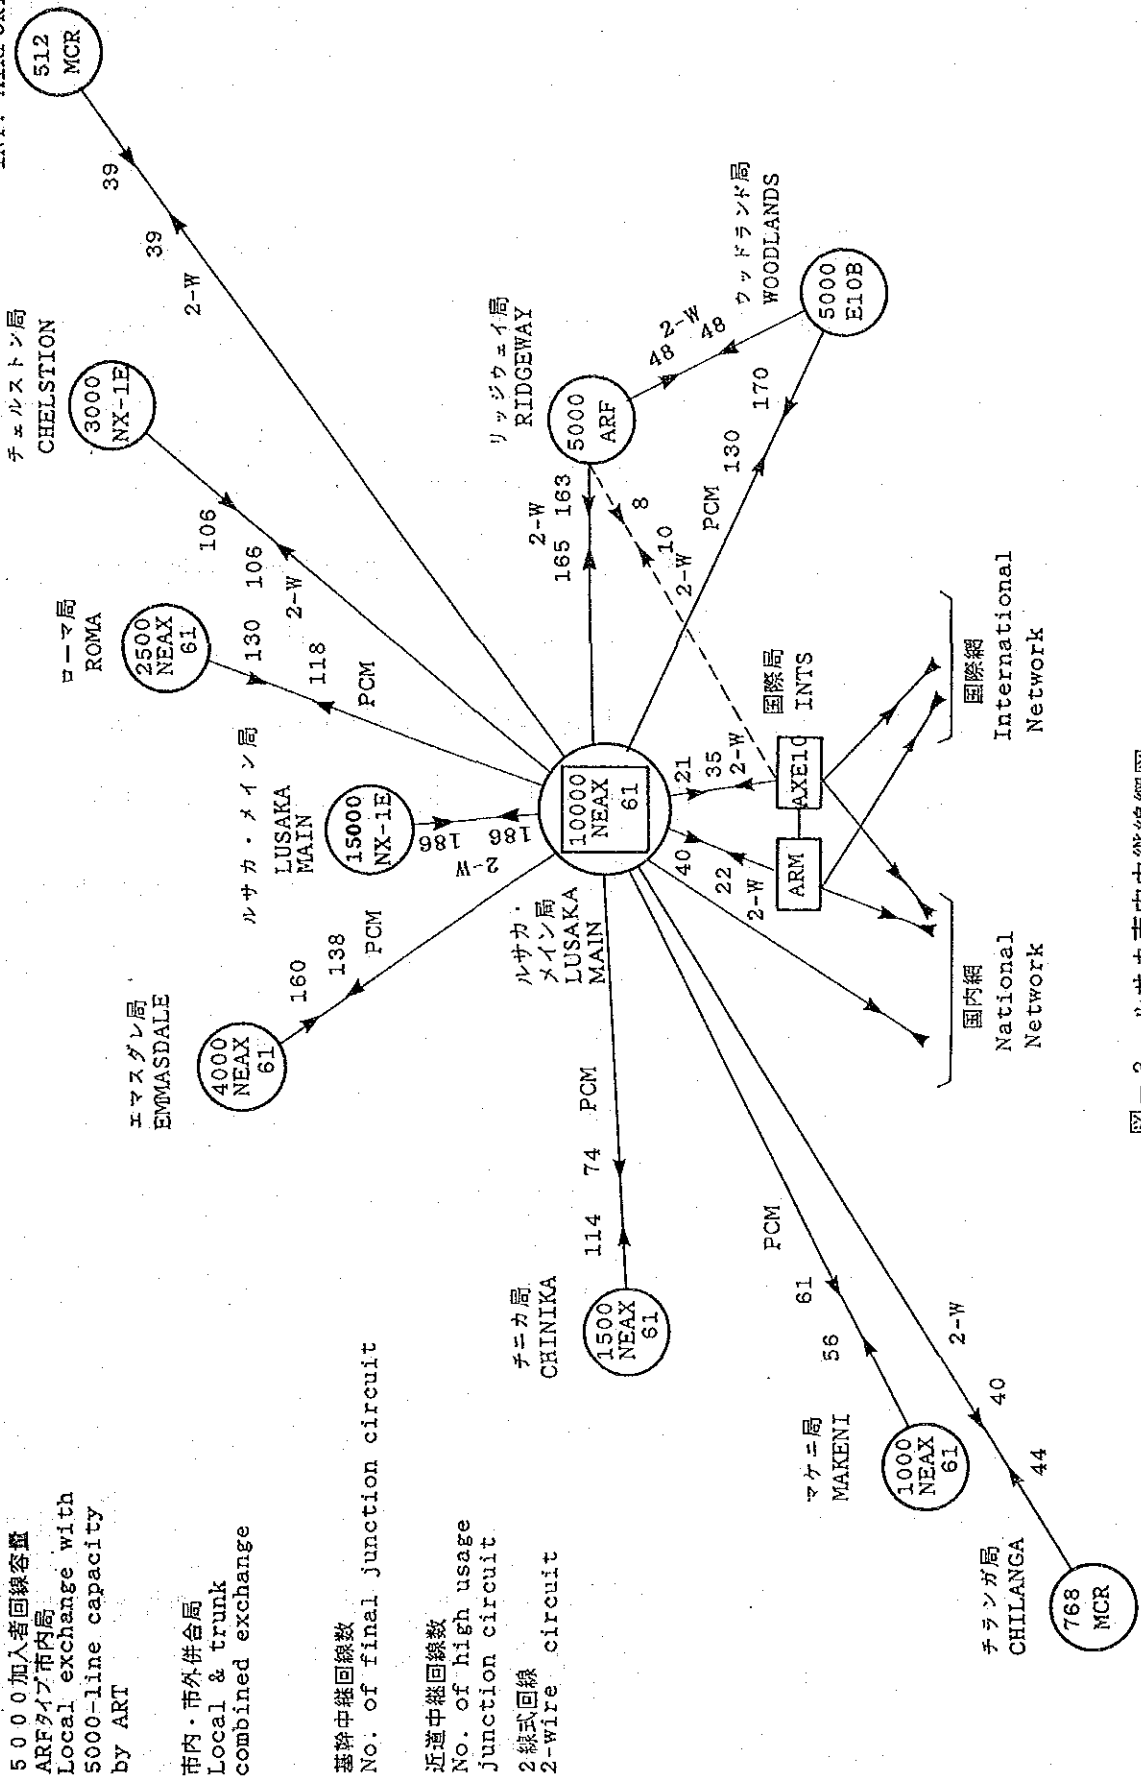 5000加入者回線容量
ARFタイプ市内局
Local exchange with
5000-line capacity
by ART
市内・市外併合局
Local & trunk
combined exchange
基幹中継回線数
No. of final junction circuit
近道中継回線数
No. of high usage
junction circuit
2線式回線
2-wire circuit
512
MCR
39
39
2-W
チェルストン局
CHELSTION
3000
NX-1E
106
106
2-W
ローマ局
ROMA
2500
NEAX
61
130
118
PCM
ルサカ・メイン局
LUSAKA
MAIN
15000
NX-1E
186
186
2-W
エマスダレ局
EMMASDALE
4000
NEAX
61
160
138
PCM
リッジウェイ局
RIDGEWAY
5000
ARF
2-W
165 163
8
10
2-W
48
2-W
48
ウッドランド局
WOODLANDS
5000
E10B
PCM
130
170
ルサカ・
メイン局
LUSAKA
MAIN
10000
NEAX
61
国際局
INTS
AXE10
21
35
2-W
ARM
40
22
2-W
国際網
International
Network
国内網
National
Network
チニカ局
CHINIKA
1500
NEAX
61
114
74
PCM
マケニ局
MAKENI
1000
NEAX
61
56
61
PCM
チランガ局
CHILANGA
768
MCR
44
40
2-W